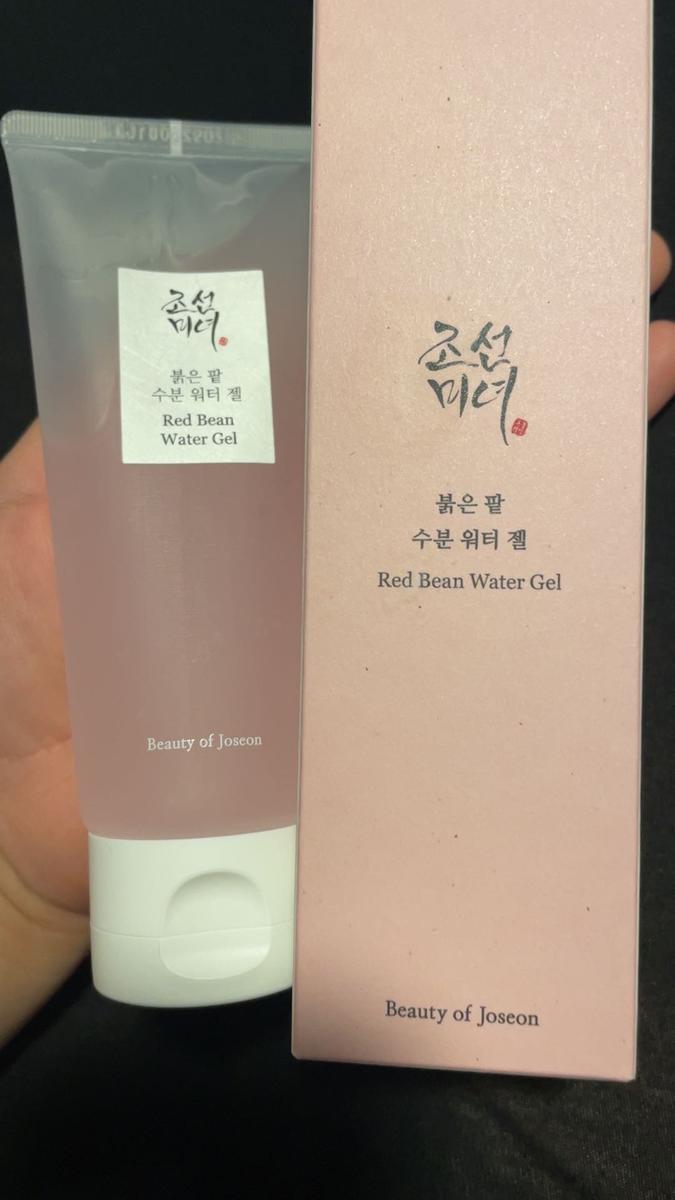 조선
미녀
붉은 팥
수분 워터 젤
Red Bean
Water Gel
Beauty of Joseon
조선
미녀
붉은 팥
수분 워터 젤
Red Bean Water Gel
Beauty of Joseon